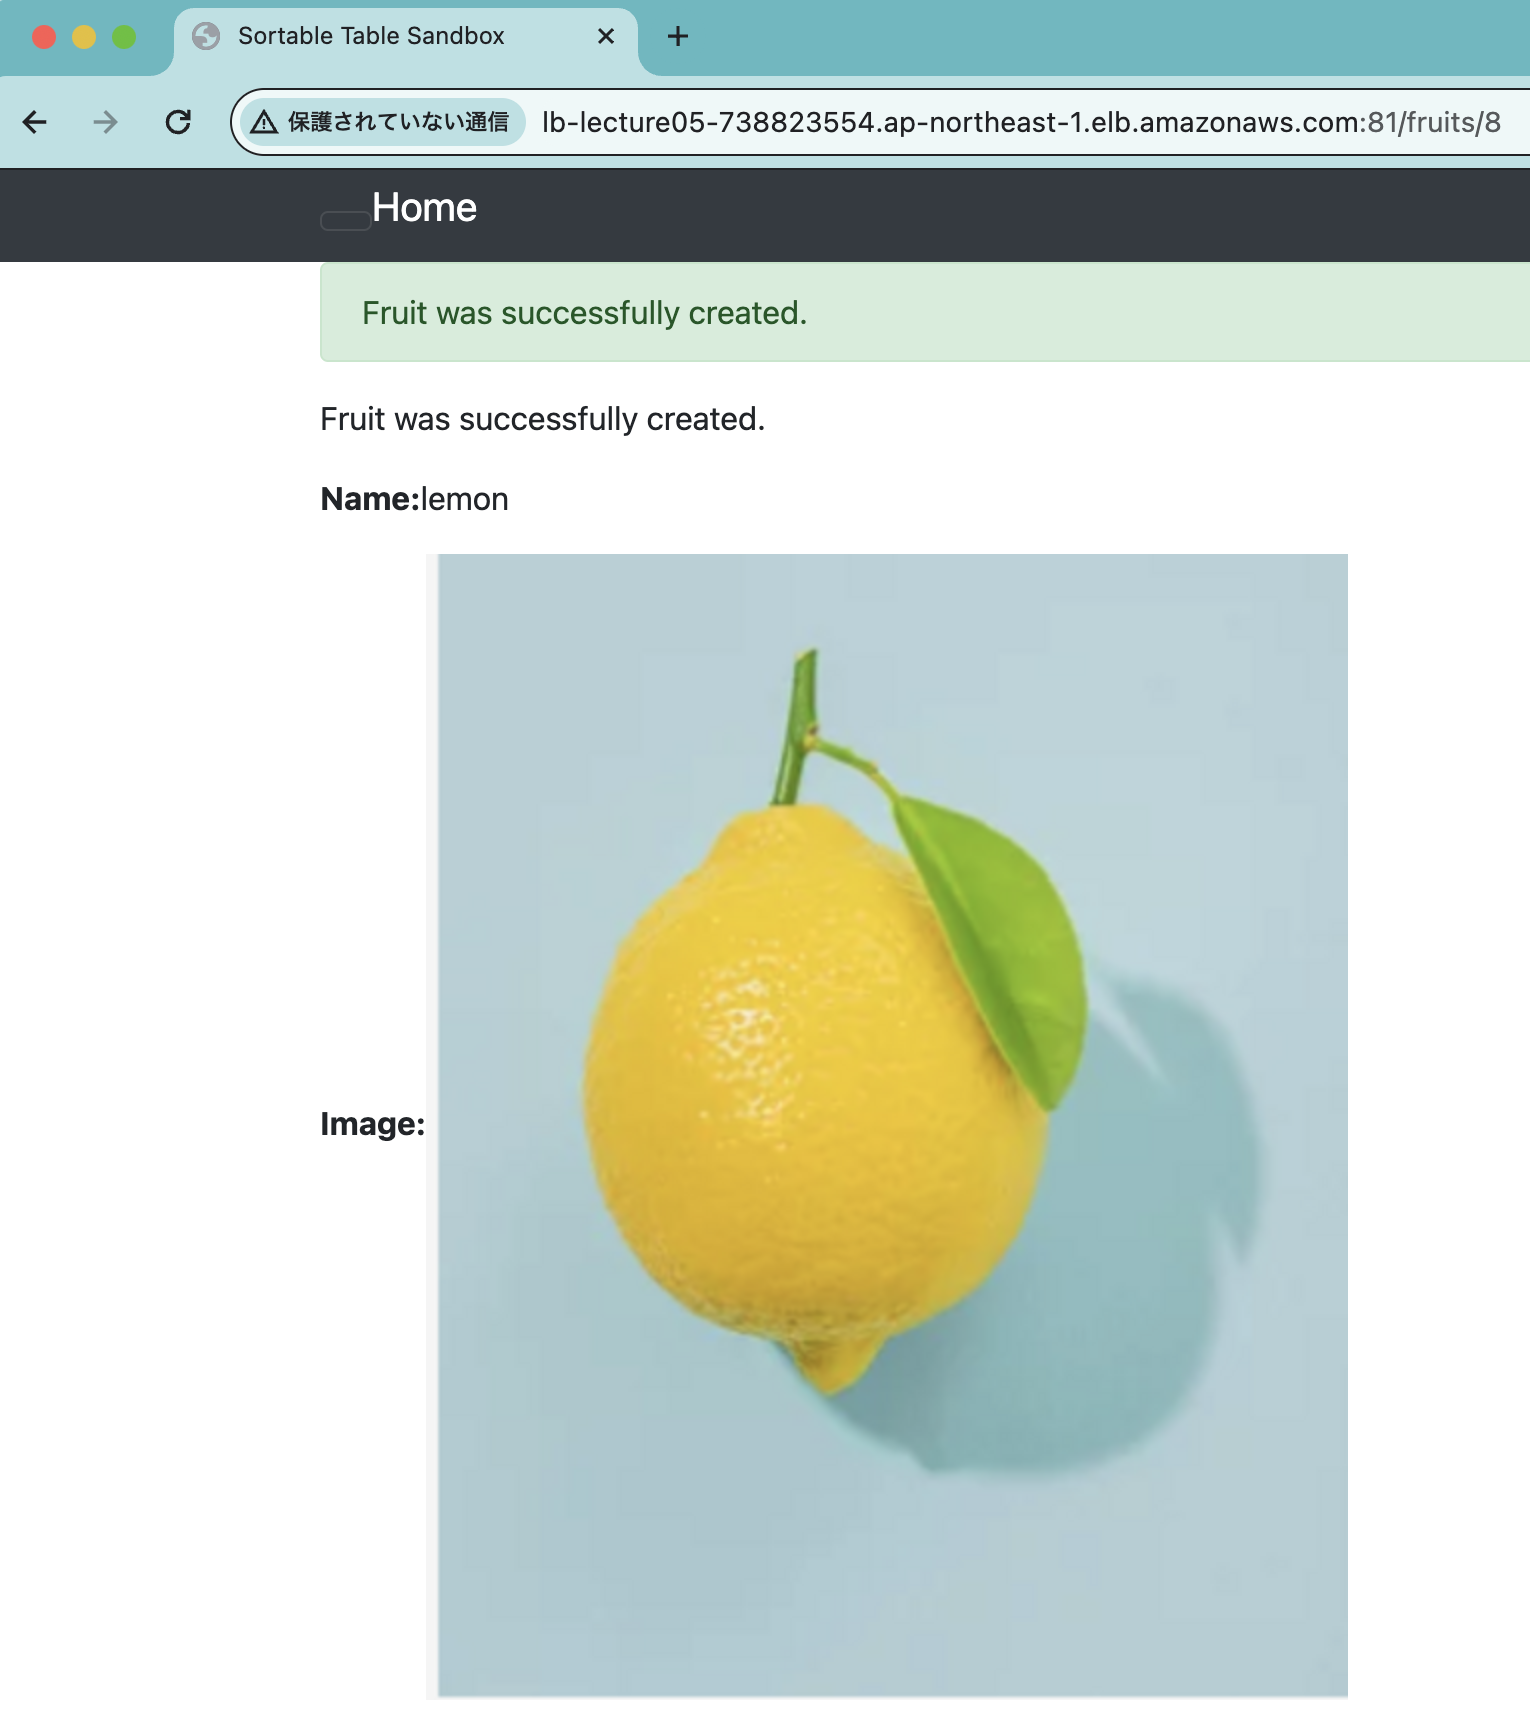 Sortable Table Sandbox
保護されていない通信 lb-lecture05-738823554.ap-northeast-1.elb.amazonaws.com:81/fruits/8
Home
Fruit was successfully created.
Fruit was successfully created.
Name:lemon
Image: